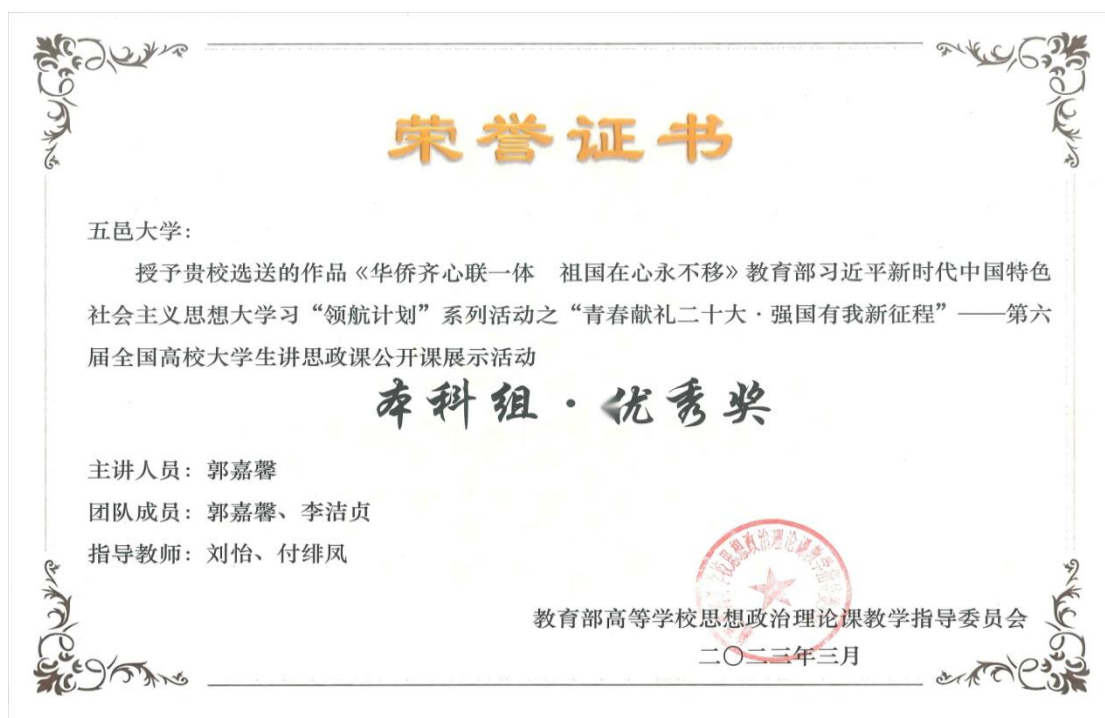 荣誉证书
五邑大学：
授予贵校选送的作品《华侨齐心联一体　祖国在心永不移》教育部习近平新时代中国特色
社会主义思想大学习“领航计划”系列活动之“青春献礼二十大·强国有我新征程”——第六
届全国高校大学生讲思政课公开课展示活动
本科组·优秀奖
主讲人员：郭嘉馨
团队成员：郭嘉馨、李洁贞
指导教师：刘怡、付绯凤
教育部高等学校思想政治理论课教学指导委员会
二〇二三年三月